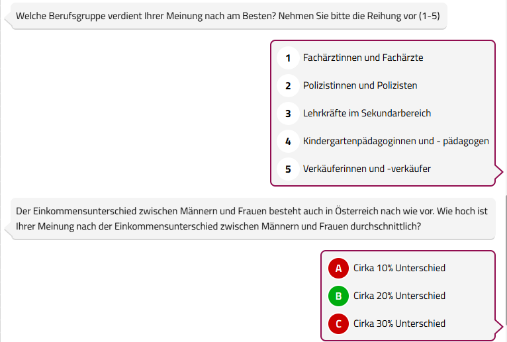 Welche Berufsgruppe verdient Ihrer Meinung nach am Besten? Nehmen Sie bitte die Reihung vor (1-5)
1 Fachärztinnen und Fachärzte
2 Polizistinnen und Polizisten
3 Lehrkräfte im Sekundarbereich
4 Kindergartenpädagoginnen und - pädagogen
5 Verkäuferinnen und -verkäufer
Der Einkommensunterschied zwischen Männern und Frauen besteht auch in Österreich nach wie vor. Wie hoch ist
Ihrer Meinung nach der Einkommensunterschied zwischen Männern und Frauen durchschnittlich?
A Cirka 10% Unterschied
B Cirka 20% Unterschied
C Cirka 30% Unterschied